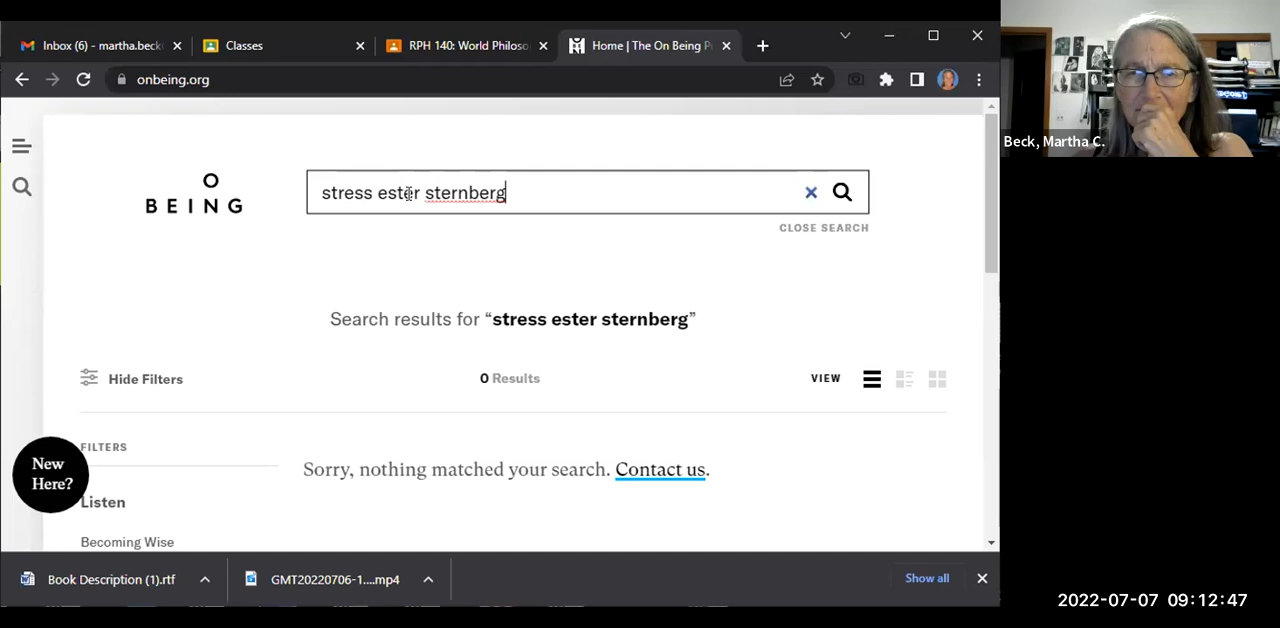 Inbox (6) - martha.beck
Classes
RPH 140: World Philoso
Home | The On Being P
onbeing.org
O
BEING
stress ester sternberg
CLOSE SEARCH
Search results for “stress ester sternberg”
Hide Filters
0 Results
VIEW
FILTERS
New
Here?
Sorry, nothing matched your search. Contact us.
Listen
Becoming Wise
Book Description (1).rtf
GMT20220706-1....mp4
Show all
Beck, Martha C.
2022-07-07 09:12:47